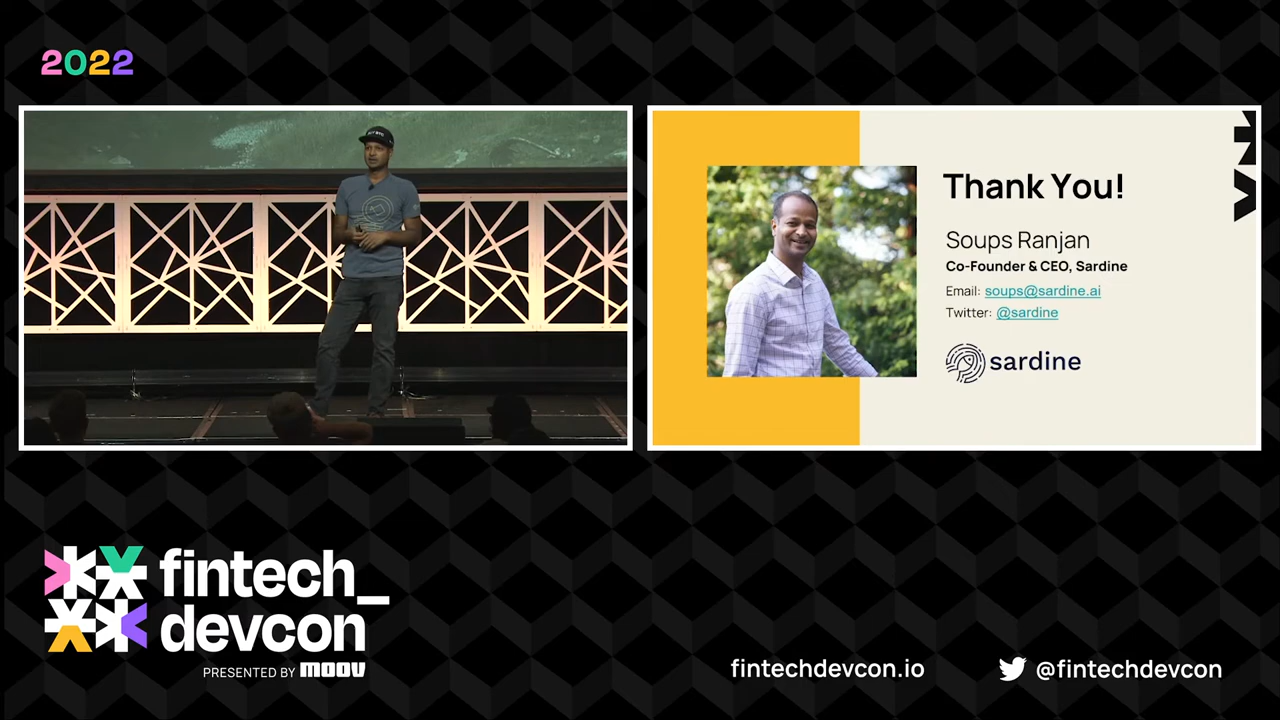 2022
Thank You!
Soups Ranjan
Co-Founder & CEO, Sardine
Email: soups@sardine.ai
Twitter: @sardine
sardine
fintech_
devcon
PRESENTED BY MOOV
fintechdevcon.io
@fintechdevcon